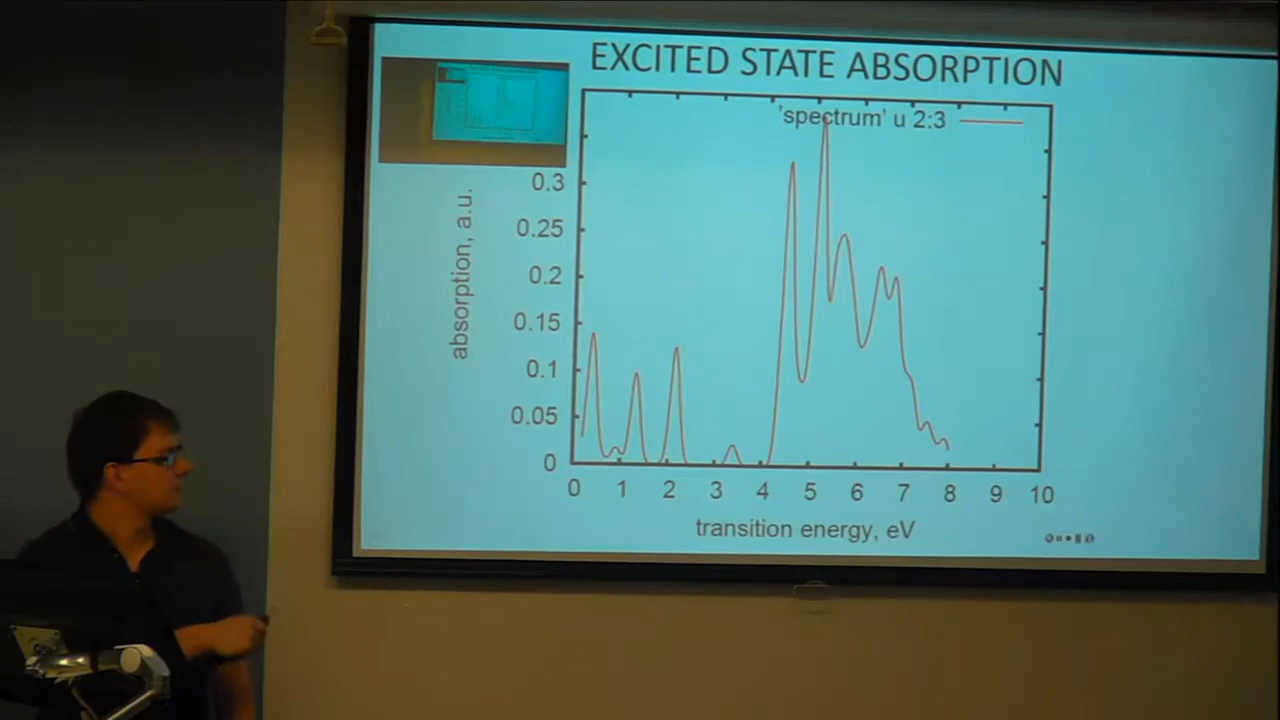 EXCITED STATE ABSORPTION
'spectrum' u 2:3
absorption, a.u.
0.3
0.25
0.2
0.15
0.1
0.05
0
0 1 2 3 4 5 6 7 8 9 10
transition energy, eV